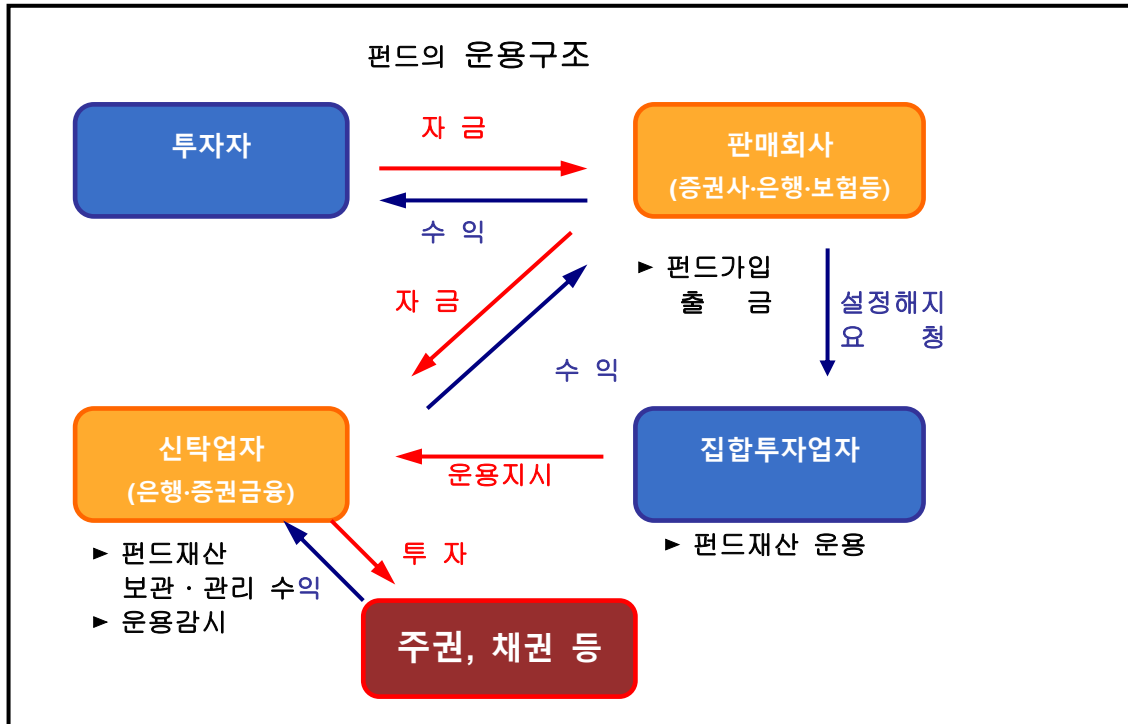 펀드의 운용구조
투자자
자 금
판매회사
(증권사·은행·보험등)
수 익
► 펀드가입
출 금
자 금
설정해지
요 청
수 익
신탁업자
(은행·증권금융)
운용지시
집합투자업자
► 펀드재산 운용
► 펀드재산
보관 · 관리 수익
► 운용감시
투 자
주권, 채권 등